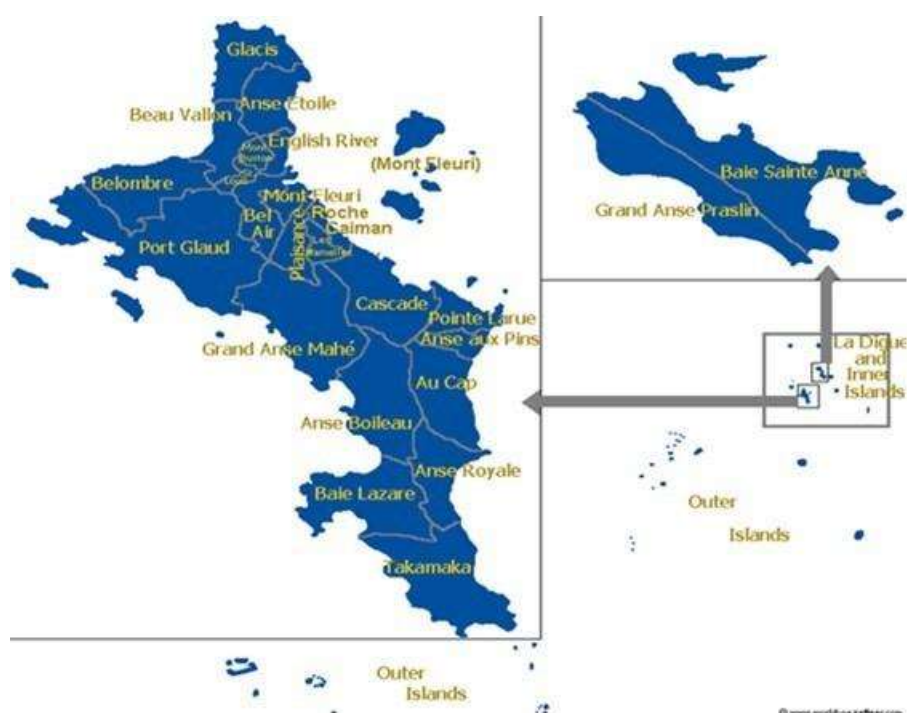 Glacis
Anse Etoile
Beau Vallon
English River
Mont
Buxton
(Mont Fleuri)
Belombre
Mont Fleuri
Roche
Caiman
Bel
Air
Plaisance
Port Glaud
Cascade
Pointe Larue
Anse aux Pins
Grand Anse Mahé
Au Cap
Anse Boileau
Anse Royale
Baie Lazare
Takamaka
Baie Sainte Anne
Grand Anse Praslin
La Digue
and
Inner
Islands
Outer
Islands
Outer
Islands